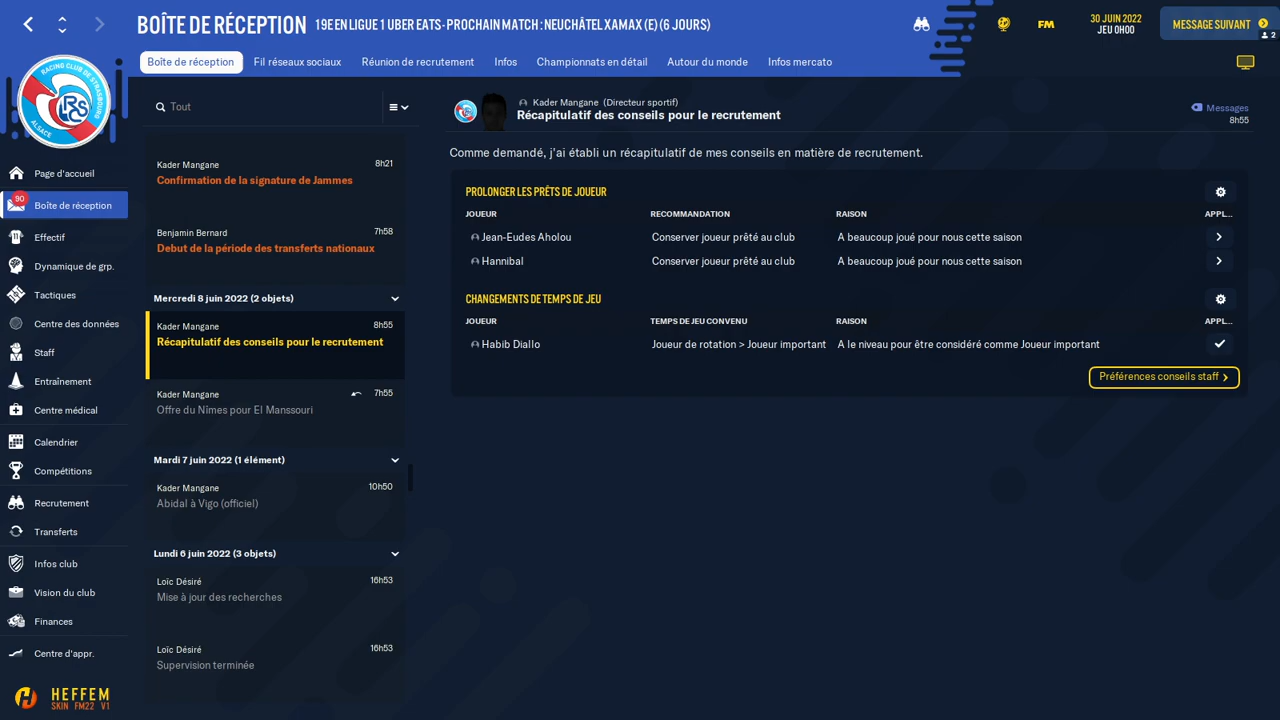 BOÎTE DE RÉCEPTION
19E EN LIGUE 1 UBER EATS - PROCHAIN MATCH : NEUCHÂTEL XAMAX (E) (6 JOURS)
FM
30 JUIN 2022
JEU 0H00
MESSAGE SUIVANT
2
Boîte de réception
Fil réseaux sociaux
Réunion de recrutement
Infos
Championnats en détail
Autour du monde
Infos mercato
RACING CLUB DE STRASBOURG
RCS
ALSACE
Page d'accueil
90
Boîte de réception
Effectif
Dynamique de grp.
Tactiques
Centre des données
Staff
Entraînement
Centre médical
Calendrier
Compétitions
Recrutement
Transferts
Infos club
Vision du club
Finances
Centre d'appr.
HEFFEM
SKIN FM22 V1
Tout
Kader Mangane 8h21
Confirmation de la signature de Jammes
Benjamin Bernard 7h58
Debut de la période des transferts nationaux
Mercredi 8 juin 2022 (2 objets)
Kader Mangane 8h55
Récapitulatif des conseils pour le recrutement
Kader Mangane 7h55
Offre du Nîmes pour El Manssouri
Mardi 7 juin 2022 (1 élément)
Kader Mangane 10h50
Abidal à Vigo (officiel)
Lundi 6 juin 2022 (3 objets)
Loïc Désiré 16h53
Mise à jour des recherches
Loïc Désiré 16h53
Supervision terminée
Kader Mangane (Directeur sportif)
Récapitulatif des conseils pour le recrutement
Messages
8h55
Comme demandé, j'ai établi un récapitulatif de mes conseils en matière de recrutement.
PROLONGER LES PRÊTS DE JOUEUR
JOUEUR RECOMMANDATION RAISON APPL...
Jean-Eudes Aholou Conserver joueur prêté au club A beaucoup joué pour nous cette saison
Hannibal Conserver joueur prêté au club A beaucoup joué pour nous cette saison
CHANGEMENTS DE TEMPS DE JEU
JOUEUR TEMPS DE JEU CONVENU RAISON APPL...
Habib Diallo Joueur de rotation > Joueur important A le niveau pour être considéré comme Joueur important
Préférences conseils staff